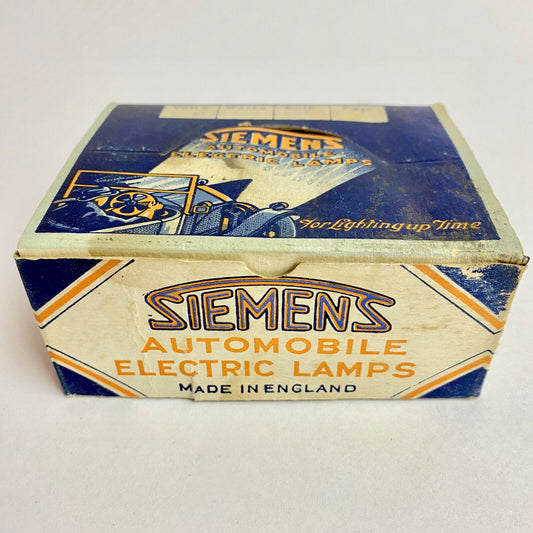 SIEMENS
AUTOMOBILE
ELECTRIC LAMPS
For Lighting up Time
SIEMENS
AUTOMOBILE
ELECTRIC LAMPS
MADE IN ENGLAND